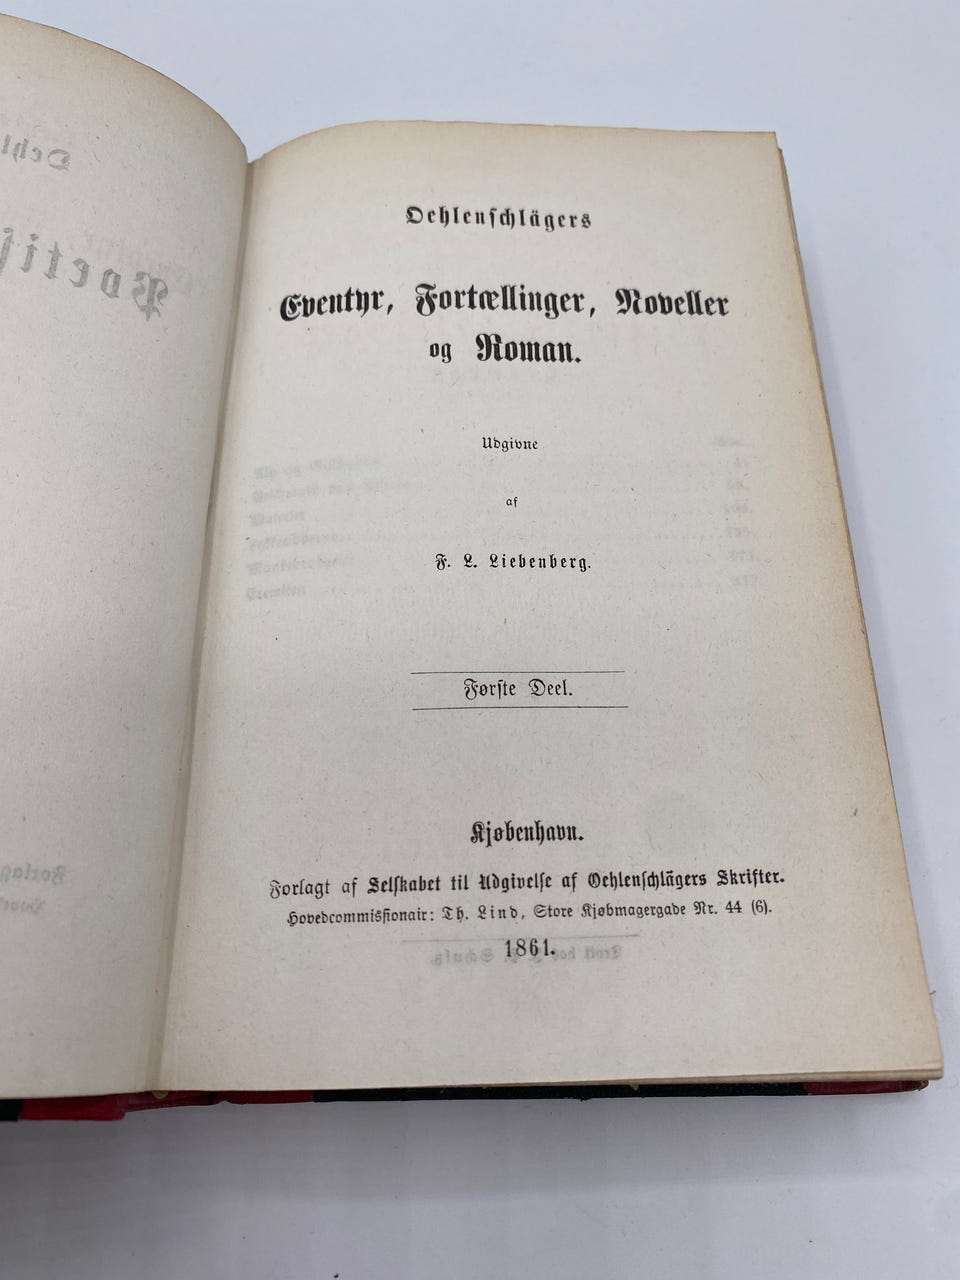 Oehlenschlägers
Eventyr, Fortællinger, Noveller
og Roman.
Udgivne
af
F. L. Liebenberg.
Første Deel.
Kjøbenhavn.
Forlagt af Selskabet til Udgivelse af Oehlenschlägers Skrifter.
Hovedcommissionair: Th. Lind, Store Kjøbmagergade Nr. 44 (6).
1861.